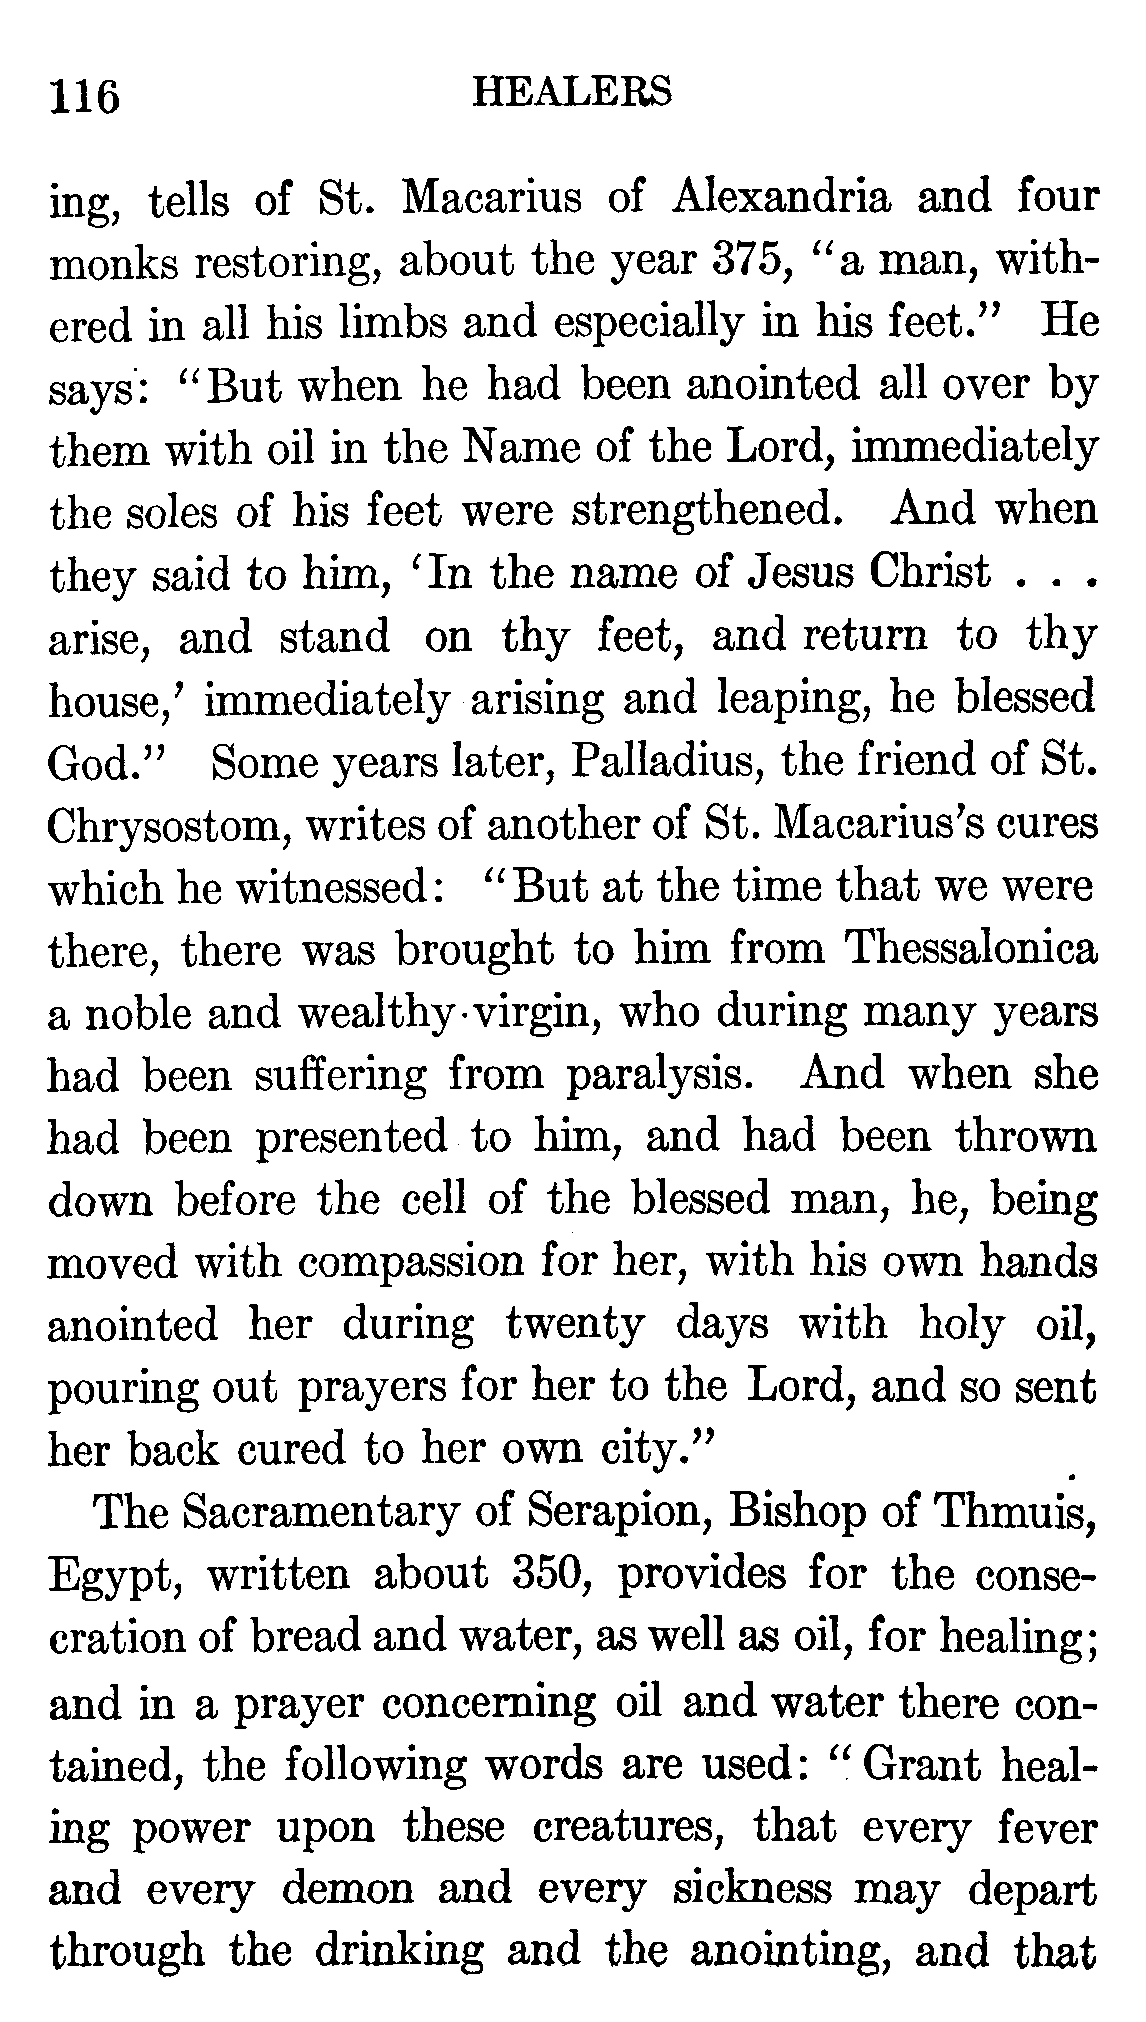 116 HEALERS
ing, tells of St. Macarius of Alexandria and four
monks restoring, about the year 375, “a man, with-
ered in all his limbs and especially in his feet.” He
says: “But when he had been anointed all over by
them with oil in the Name of the Lord, immediately
the soles of his feet were strengthened. And when
they said to him, ‘In the name of Jesus Christ . . .
arise, and stand on thy feet, and return to thy
house,’ immediately arising and leaping, he blessed
God.” Some years later, Palladius, the friend of St.
Chrysostom, writes of another of St. Macarius’s cures
which he witnessed: “But at the time that we were
there, there was brought to him from Thessalonica
a noble and wealthy virgin, who during many years
had been suffering from paralysis. And when she
had been presented to him, and had been thrown
down before the cell of the blessed man, he, being
moved with compassion for her, with his own hands
anointed her during twenty days with holy oil,
pouring out prayers for her to the Lord, and so sent
her back cured to her own city.”
The Sacramentary of Serapion, Bishop of Thmuis,
Egypt, written about 350, provides for the conse-
cration of bread and water, as well as oil, for healing;
and in a prayer concerning oil and water there con-
tained, the following words are used: “Grant heal-
ing power upon these creatures, that every fever
and every demon and every sickness may depart
through the drinking and the anointing, and that